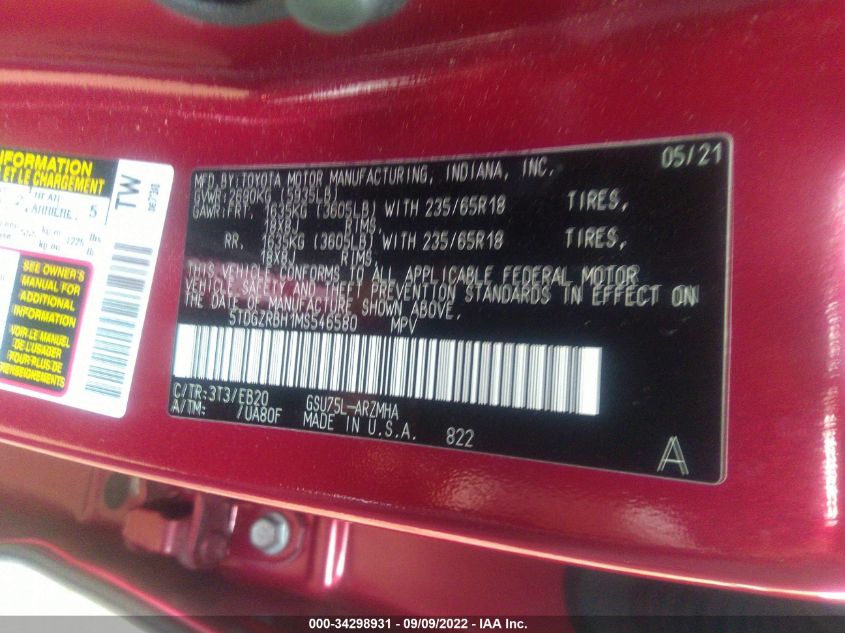 NFORMATION
ET LE CHARGEMENT
2
5
TW
SEE OWNER'S
MANUAL FOR
ADDITIONAL
INFORMATION
VOIR LE MANUEL
DE L'USAGER
POUR PLUS DE
RENSEIGNEMENTS
05/21
MFD.BY:TOYOTA MOTOR MANUFACTURING, INDIANA, INC.
GVWR:2690KG (5935LB)
GAWR:FRT. 1635KG (3605LB) WITH 235/65R18 TIRES,
18X8J RIMS,
RR. 1635KG (3605LB) WITH 235/65R18 TIRES,
18X8J RIMS,
THIS VEHICLE CONFORMS TO ALL APPLICABLE FEDERAL MOTOR
VEHICLE SAFETY AND THEFT PREVENTION STANDARDS IN EFFECT ON
THE DATE OF MANUFACTURE SHOWN ABOVE.
5TDGZRBH1MS546580 MPV
C/TR:3T3/EB20 GSU75L-ARZMHA
A/TM: /UA80F MADE IN U.S.A. 822
A
000-34298931 - 09/09/2022 - IAA Inc.